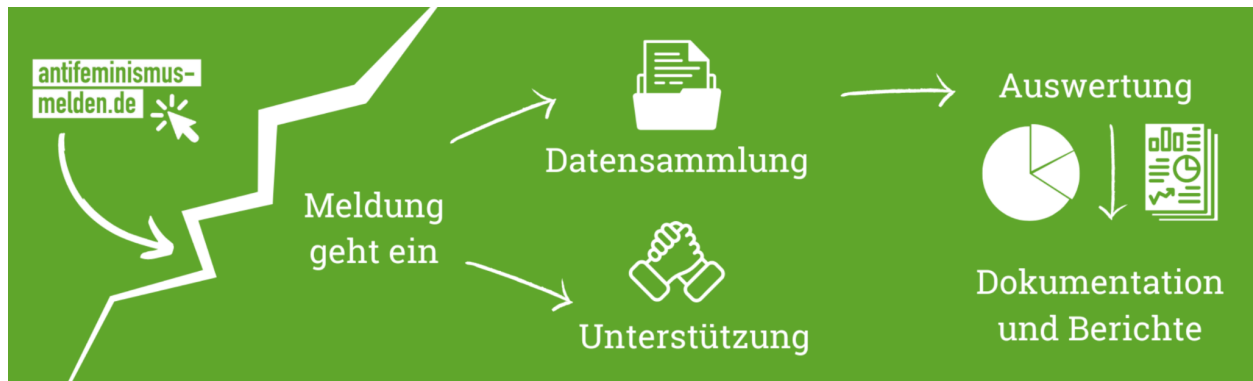 antifeminismus-
melden.de
Meldung
geht ein
Datensammlung
Unterstützung
Auswertung
Dokumentation
und Berichte